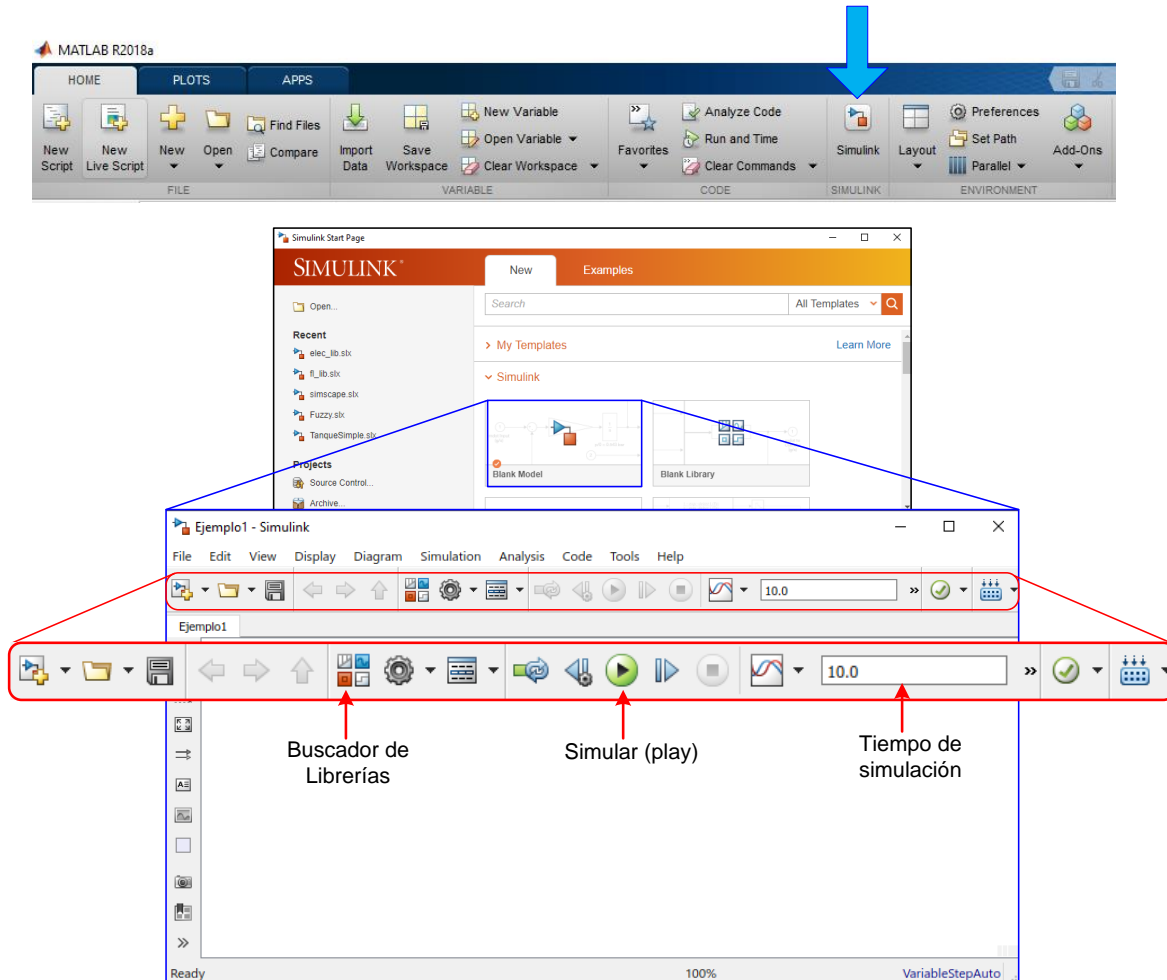 MATLAB R2018a
HOME PLOTS APPS
New Script
New Live Script
New
Open
Find Files
Compare
Import Data
Save Workspace
New Variable
Open Variable
Clear Workspace
Favorites
Analyze Code
Run and Time
Clear Commands
Simulink
Layout
Preferences
Set Path
Parallel
Add-Ons
FILE VARIABLE CODE SIMULINK ENVIRONMENT
Simulink Start Page
SIMULINK®
New Examples
Open...
Search
All Templates
Recent
elec_lib.slx
fl_lib.slx
simscape.slx
Fuzzy.slx
TanqueSimple.slx
Projects
Source Control...
Archive...
My Templates
Learn More
Simulink
Blank Model
Blank Library
Ejemplo1 - Simulink
File Edit View Display Diagram Simulation Analysis Code Tools Help
10.0
Ejemplo1
10.0
Buscador de
Librerías
Simular (play)
Tiempo de
simulación
Ready
100%
VariableStepAuto